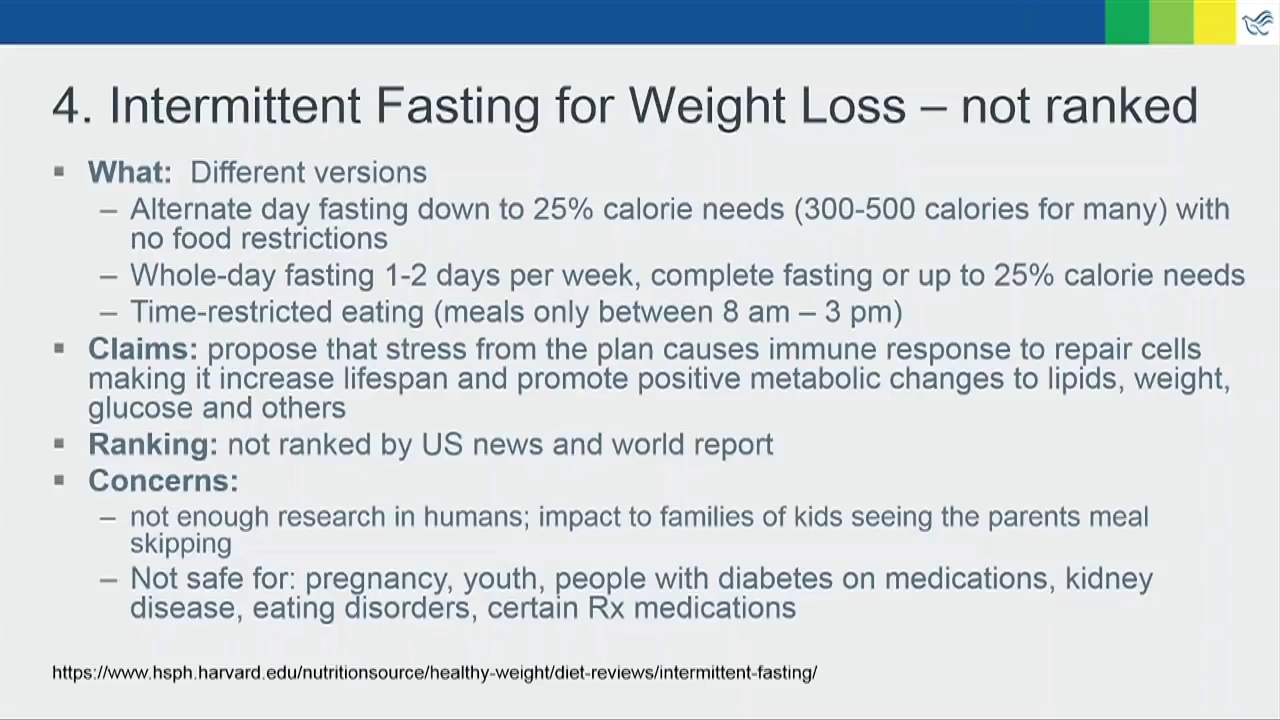 4. Intermittent Fasting for Weight Loss – not ranked
▪ What: Different versions
– Alternate day fasting down to 25% calorie needs (300-500 calories for many) with
no food restrictions
– Whole-day fasting 1-2 days per week, complete fasting or up to 25% calorie needs
– Time-restricted eating (meals only between 8 am – 3 pm)
▪ Claims: propose that stress from the plan causes immune response to repair cells
making it increase lifespan and promote positive metabolic changes to lipids, weight,
glucose and others
▪ Ranking: not ranked by US news and world report
▪ Concerns:
– not enough research in humans; impact to families of kids seeing the parents meal
skipping
– Not safe for: pregnancy, youth, people with diabetes on medications, kidney
disease, eating disorders, certain Rx medications
https://www.hsph.harvard.edu/nutritionsource/healthy-weight/diet-reviews/intermittent-fasting/